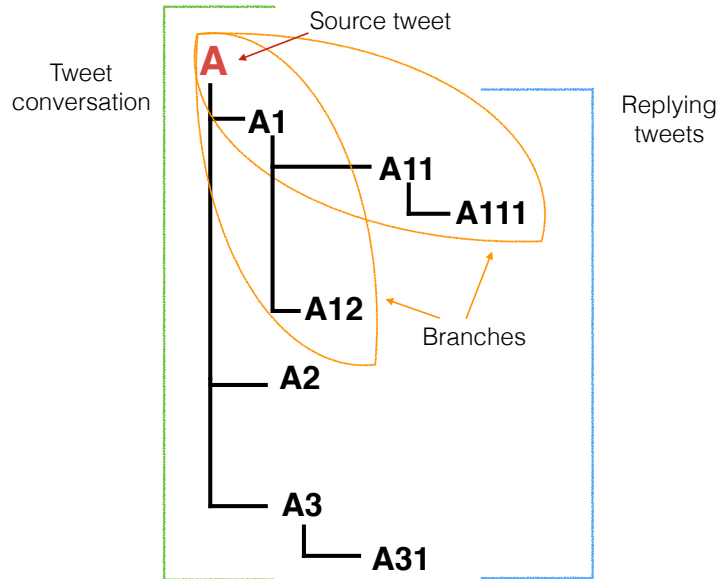 Source tweet
A
Tweet
conversation
Replying
tweets
A1
A11
A111
A12
Branches
A2
A3
A31